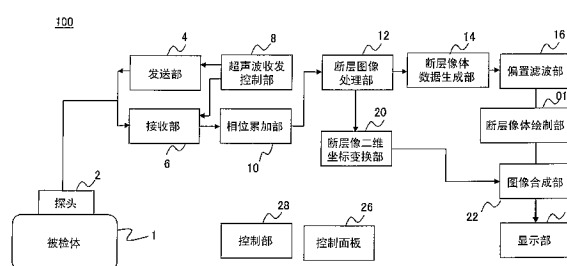 100
4
发送部
8
超声波收发
控制部
12
断层图像
处理部
14
断层像体
数据生成部
16
偏置滤波部
接收部
6
相位累加部
10
20
断层像二维
坐标变换部
01
断层像体绘制部
2
探头
图像合成部
22
28
控制部
26
控制面板
显示部
被检体
1